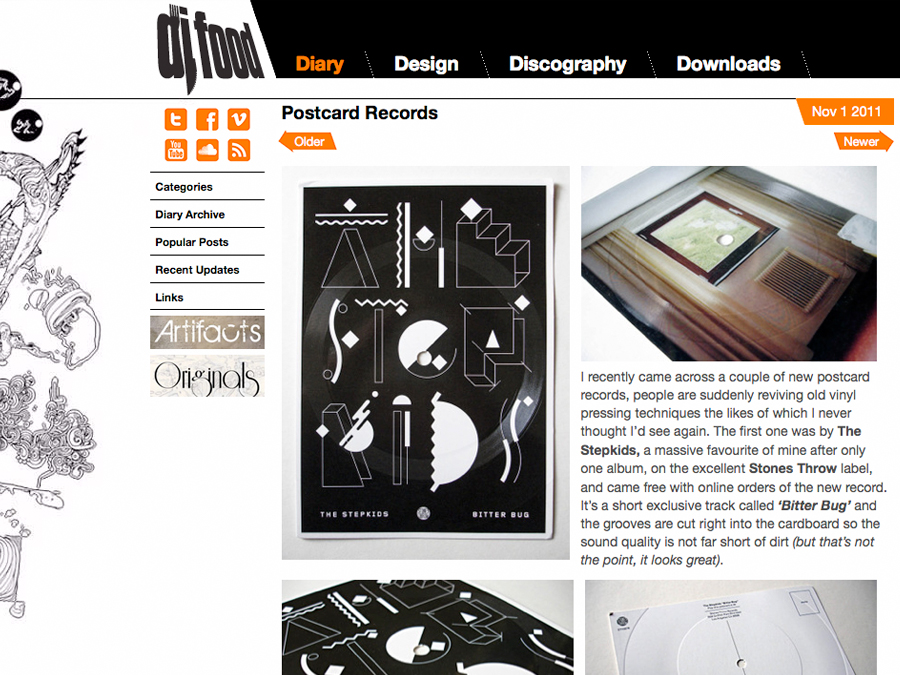 dj food
Diary
Design
Discography
Downloads
Postcard Records
Nov 1 2011
Older
Newer
You
Tube
Categories
Diary Archive
Popular Posts
Recent Updates
Links
Artifacts
Originals
THE STEPKIDS
BITTER BUG
I recently came across a couple of new postcard
records, people are suddenly reviving old vinyl
pressing techniques the likes of which I never
thought I'd see again. The first one was by The
Stepkids, a massive favourite of mine after only
one album, on the excellent Stones Throw label,
and came free with online orders of the new record.
It's a short exclusive track called ‘Bitter Bug’ and
the grooves are cut right into the cardboard so the
sound quality is not far short of dirt (but that's not
the point, it looks great).